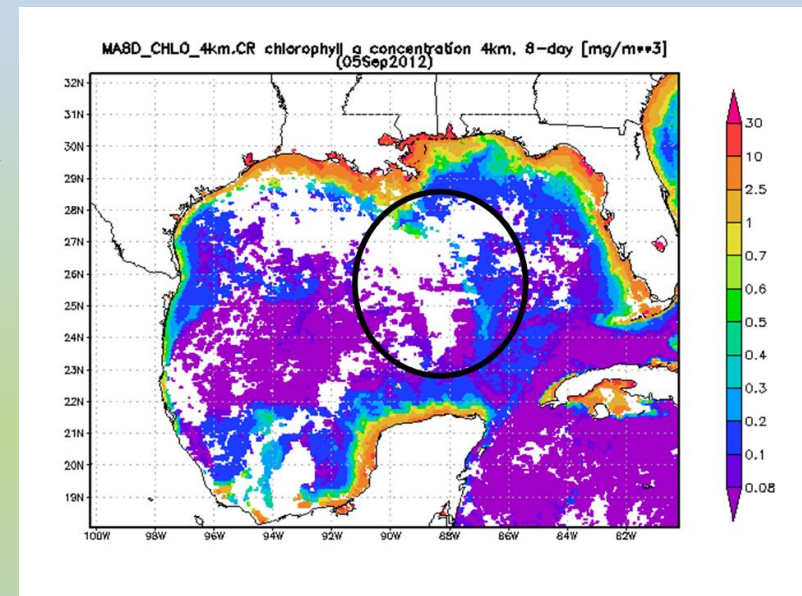 MA8D_CHLO_4km.CR chlorophyll a concentration 4km, 8-day [mg/m**3]
(05Sep2012)
32N
31N
30N
29N
28N
27N
26N
25N
24N
23N
22N
21N
20N
19N
100W 98W 96W 94W 92W 90W 88W 86W 84W 82W
30
10
2.5
1
0.7
0.6
0.5
0.4
0.3
0.2
0.1
0.08